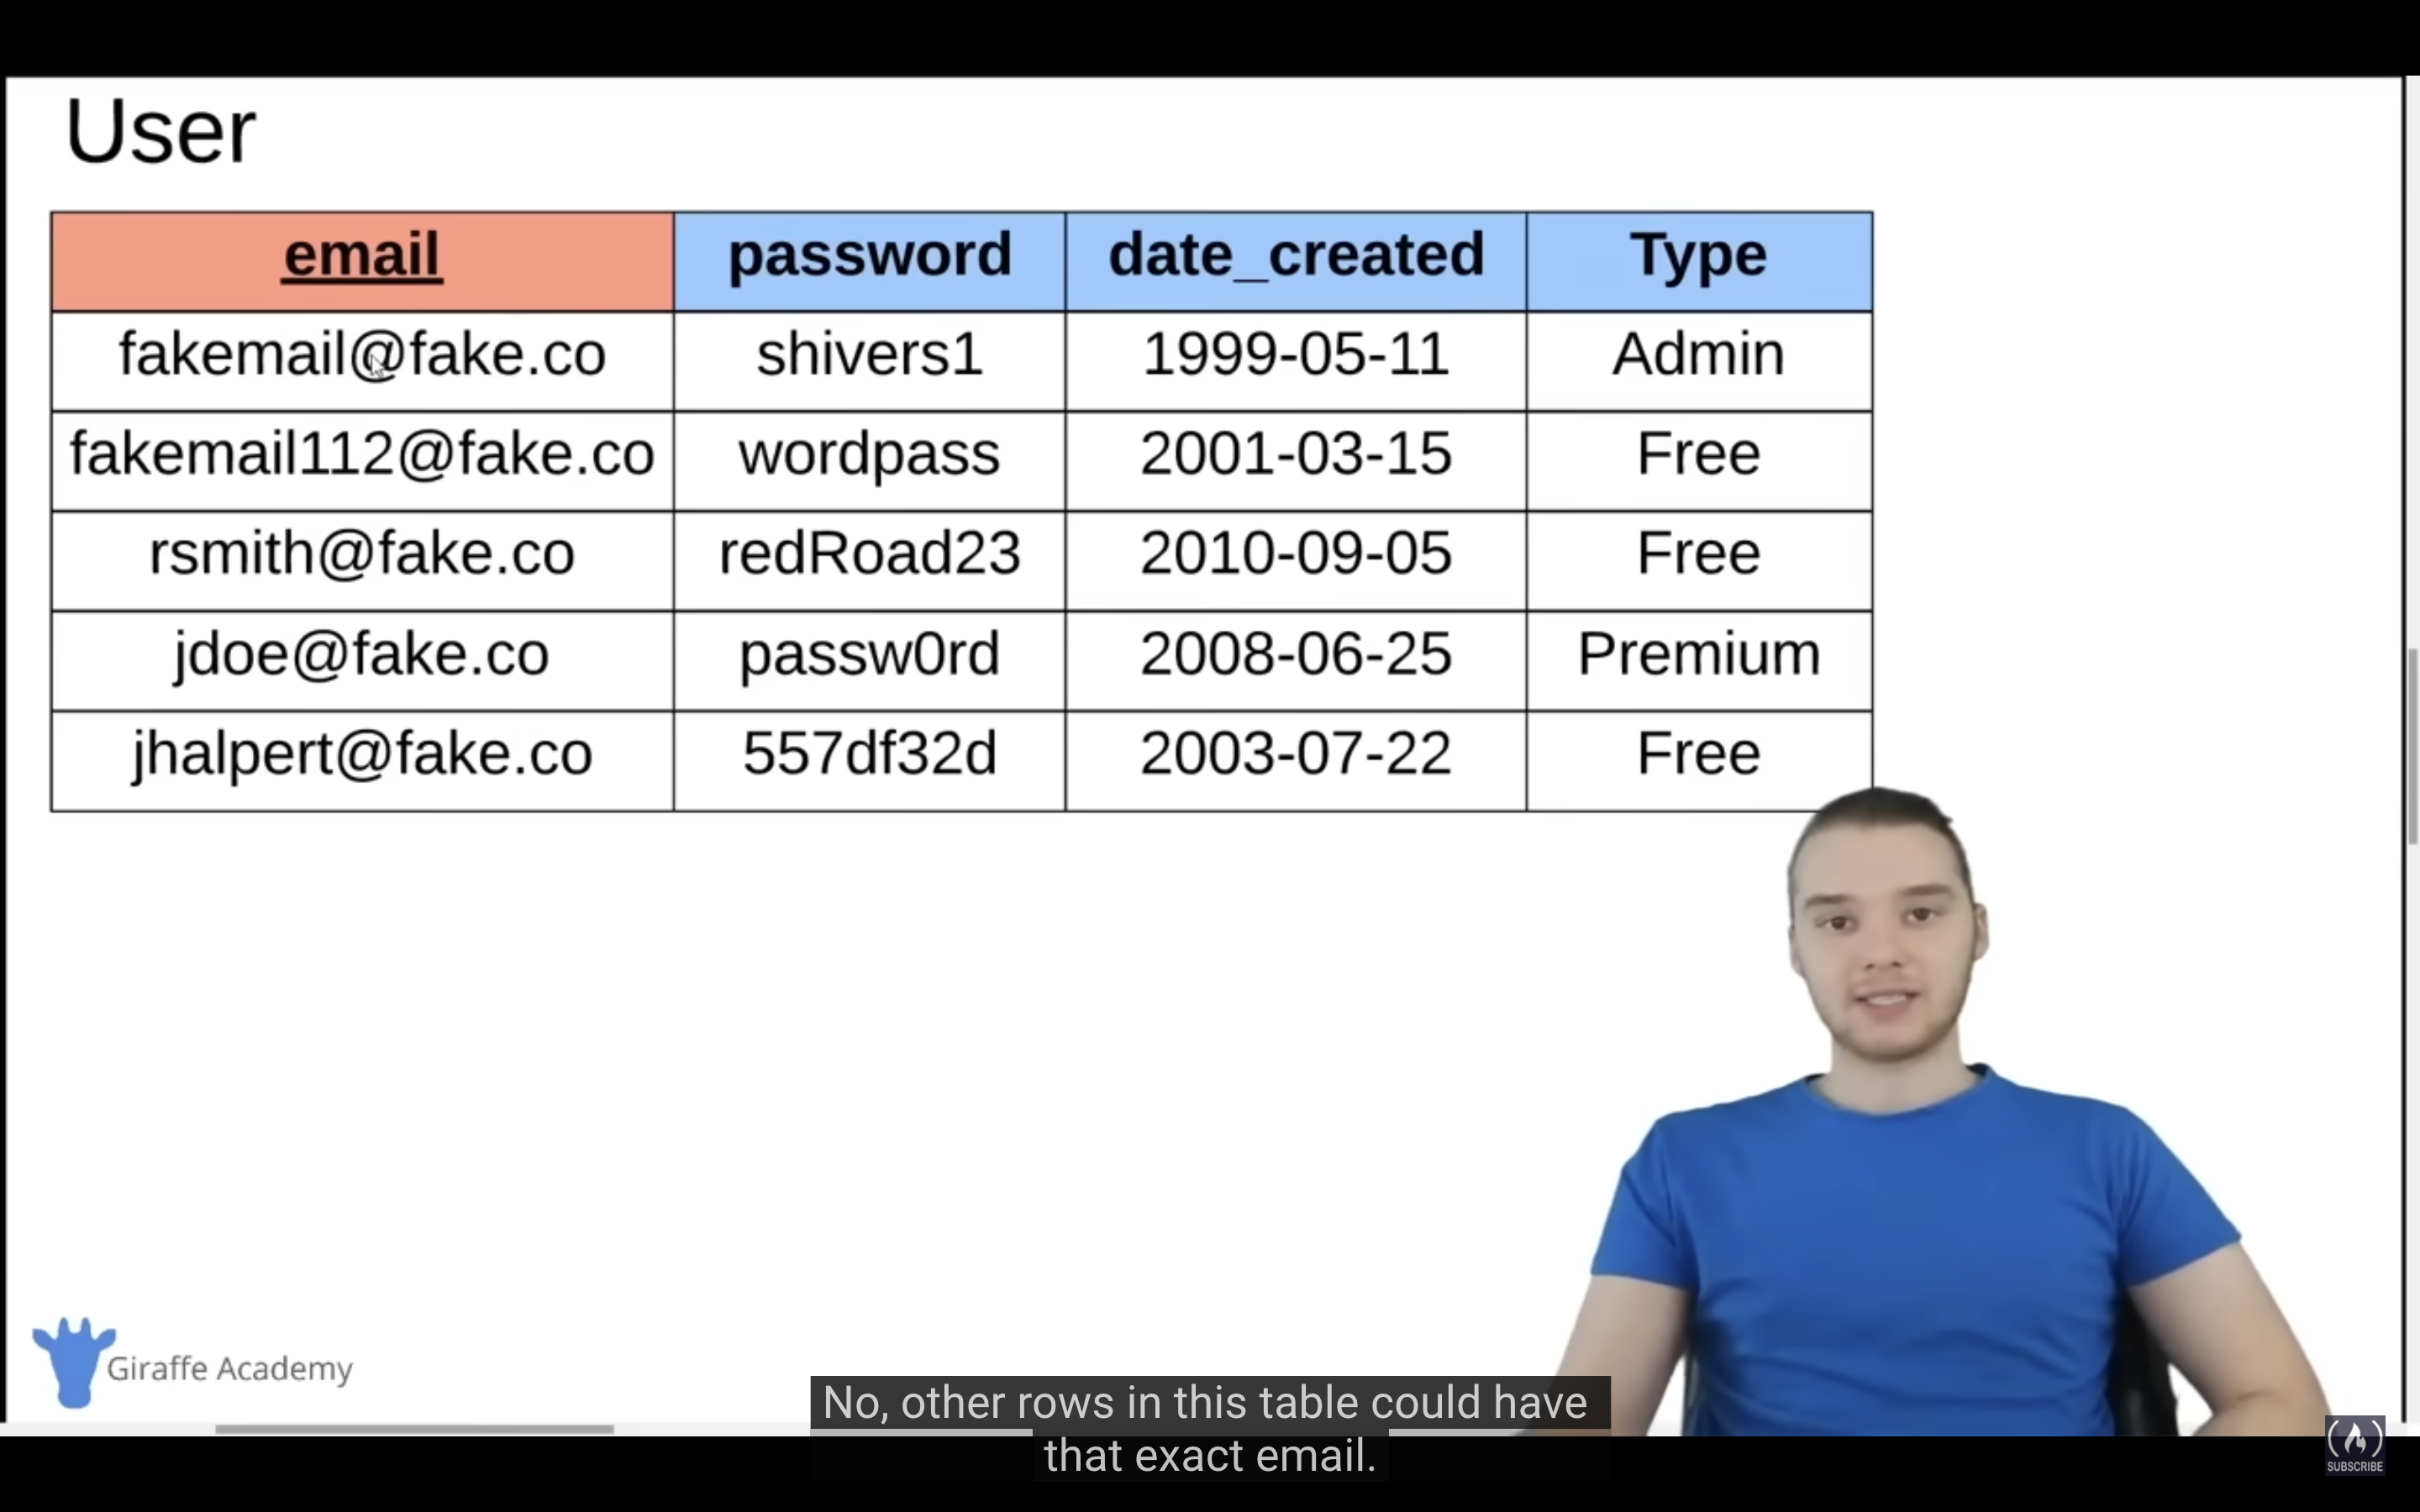 User
email password date_created Type
fakemail@fake.co shivers1 1999-05-11 Admin
fakemail112@fake.co wordpass 2001-03-15 Free
rsmith@fake.co redRoad23 2010-09-05 Free
jdoe@fake.co passw0rd 2008-06-25 Premium
jhalpert@fake.co 557df32d 2003-07-22 Free
Giraffe Academy
No, other rows in this table could have
that exact email.
SUBSCRIBE